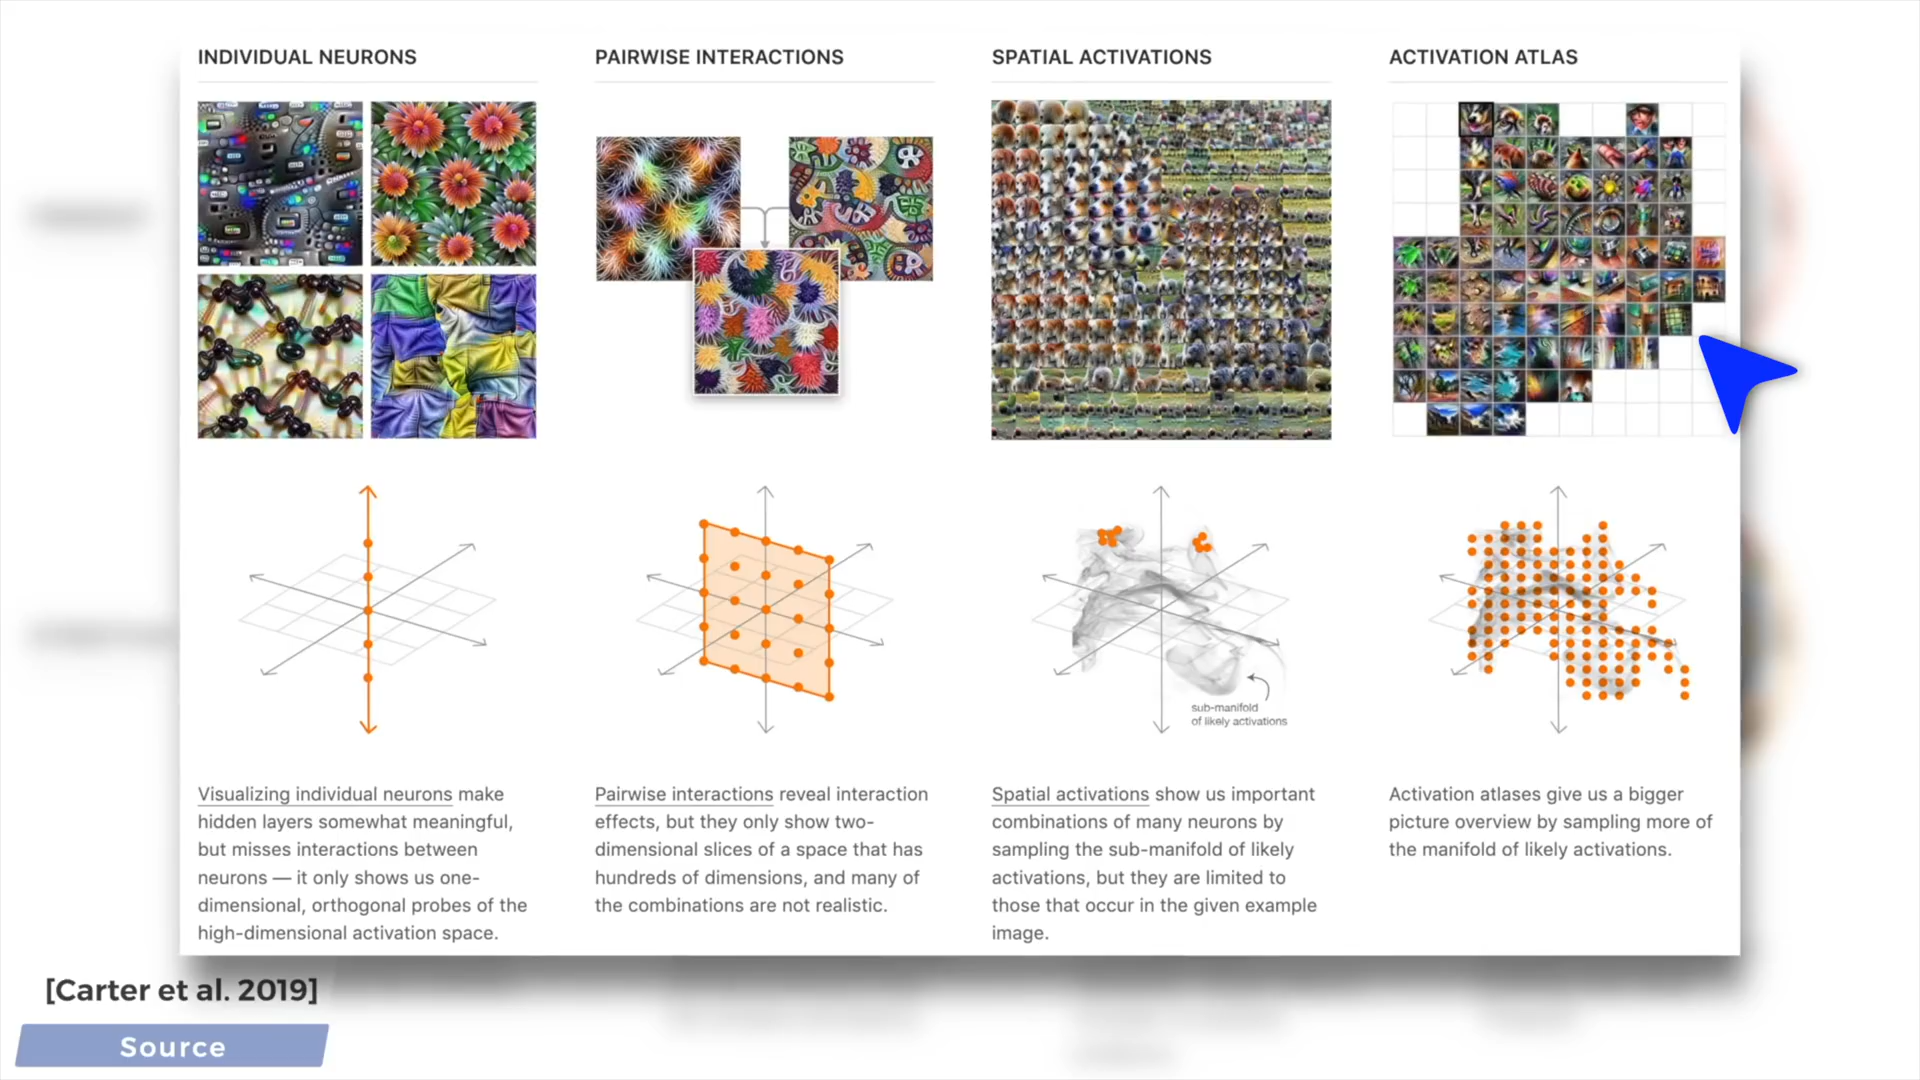 INDIVIDUAL NEURONS
PAIRWISE INTERACTIONS
SPATIAL ACTIVATIONS
ACTIVATION ATLAS
sub-manifold
of likely activations
Visualizing individual neurons make
hidden layers somewhat meaningful,
but misses interactions between
neurons — it only shows us one-
dimensional, orthogonal probes of the
high-dimensional activation space.
Pairwise interactions reveal interaction
effects, but they only show two-
dimensional slices of a space that has
hundreds of dimensions, and many of
the combinations are not realistic.
Spatial activations show us important
combinations of many neurons by
sampling the sub-manifold of likely
activations, but they are limited to
those that occur in the given example
image.
Activation atlases give us a bigger
picture overview by sampling more of
the manifold of likely activations.
[Carter et al. 2019]
Source